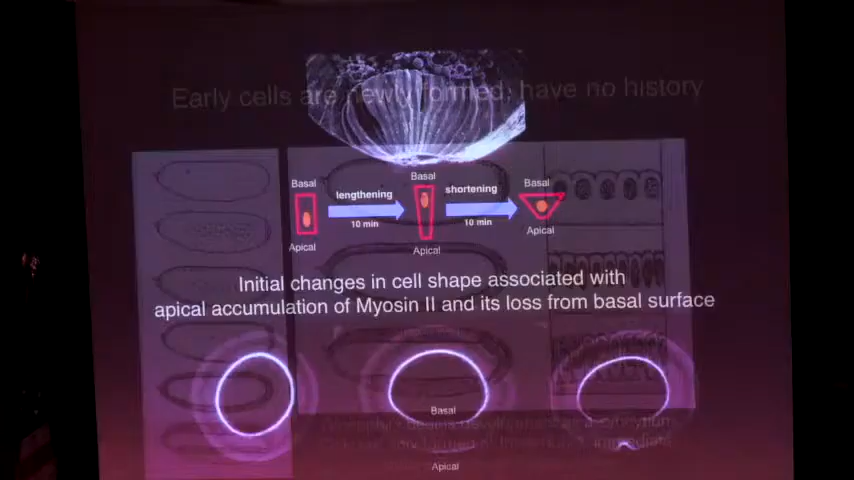 Early cells are newly formed, have no history
Basal
Basal
Basal
lengthening
shortening
10 min
10 min
Apical
Apical
Apical
Initial changes in cell shape associated with
apical accumulation of Myosin II and its loss from basal surface
Basal
Apical